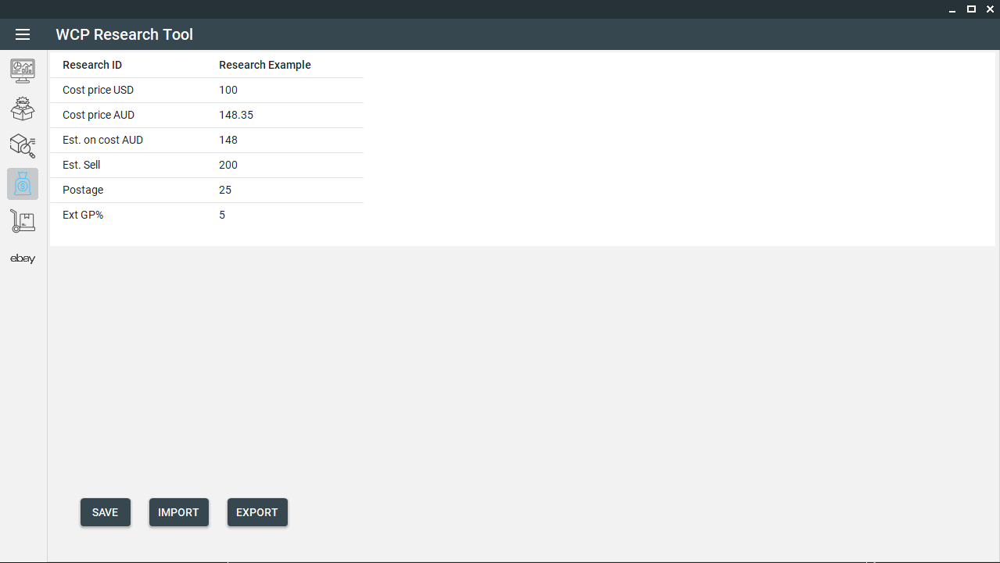 WCP Research Tool
Research ID Research Example
Cost price USD 100
Cost price AUD 148.35
Est. on cost AUD 148
Est. Sell 200
Postage 25
Ext GP% 5
NEW
ebay
SAVE IMPORT EXPORT